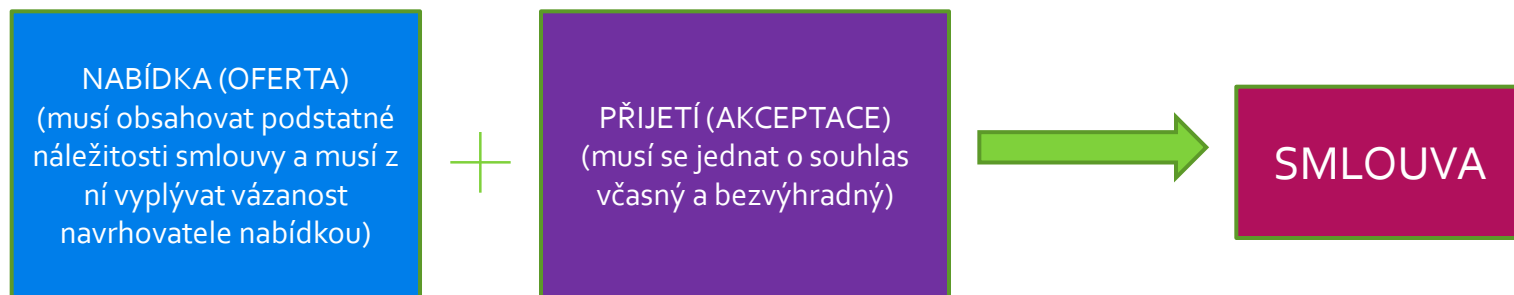 NABÍDKA (OFERTA)
(musí obsahovat podstatné
náležitosti smlouvy a musí z
ní vyplývat vázanost
navrhovatele nabídkou)
PŘIJETÍ (AKCEPTACE)
(musí se jednat o souhlas
včasný a bezvýhradný)
SMLOUVA